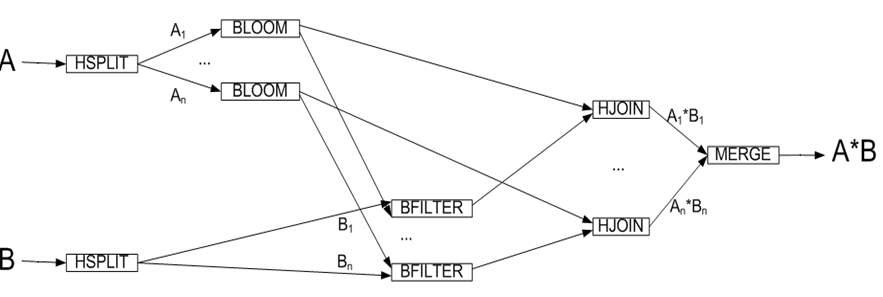 A
HSPLIT
A1
...
An
BLOOM
BLOOM
B
HSPLIT
B1
Bn
BFILTER
...
BFILTER
HJOIN
...
HJOIN
A1*B1
An*Bn
MERGE
A*B